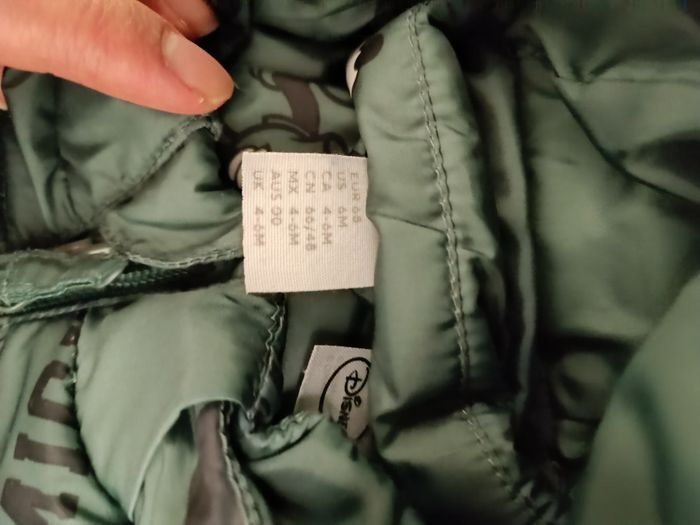 EUR 68
US 6M
CA 4-6M
CN 66/48
MX 4-6M
AUS 00
UK 4-6M
Disney